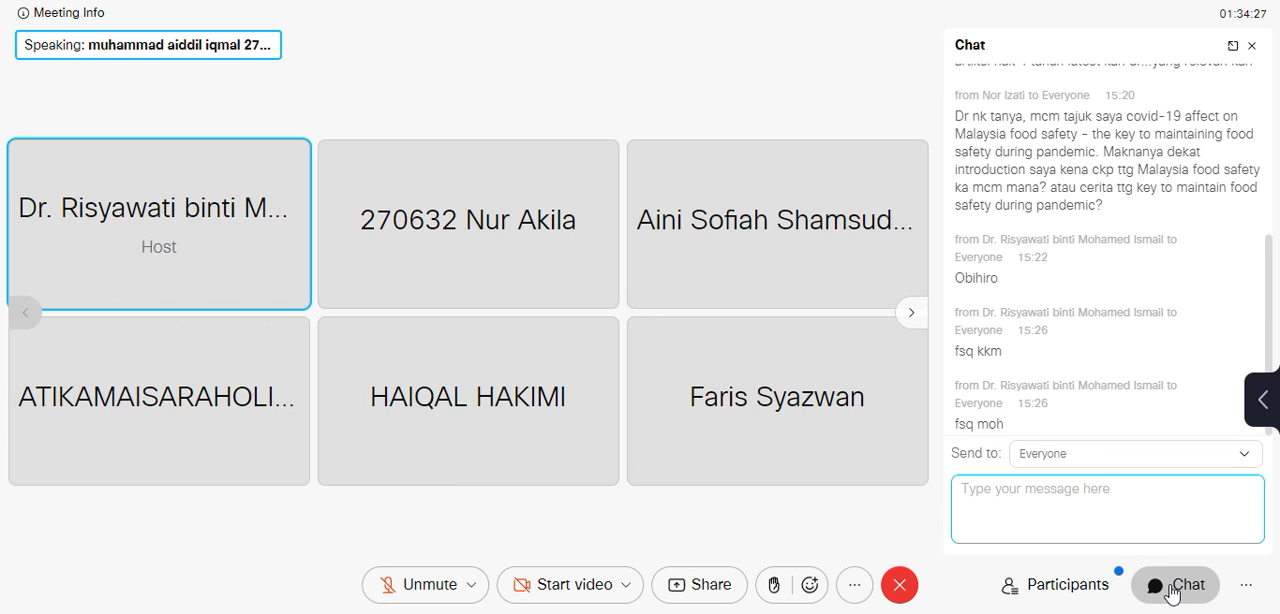 Meeting Info
01:34:27
Speaking: muhammad aiddil iqmal 27...
Dr. Risyawati binti M...
Host
270632 Nur Akila
Aini Sofiah Shamsud...
ATIKAMAISARAHOLI...
HAIQAL HAKIMI
Faris Syazwan
Unmute
Start video
Share
Chat
from Nor Izati to Everyone 15:20
Dr nk tanya, mcm tajuk saya covid-19 affect on
Malaysia food safety - the key to maintaining food
safety during pandemic. Maknanya dekat
introduction saya kena ckp ttg Malaysia food safety
ka mcm mana? atau cerita ttg key to maintain food
safety during pandemic?
from Dr. Risyawati binti Mohamed Ismail to
Everyone 15:22
Obihiro
from Dr. Risyawati binti Mohamed Ismail to
Everyone 15:26
fsq kkm
from Dr. Risyawati binti Mohamed Ismail to
Everyone 15:26
fsq moh
Send to: Everyone
Type your message here
Participants
Chat